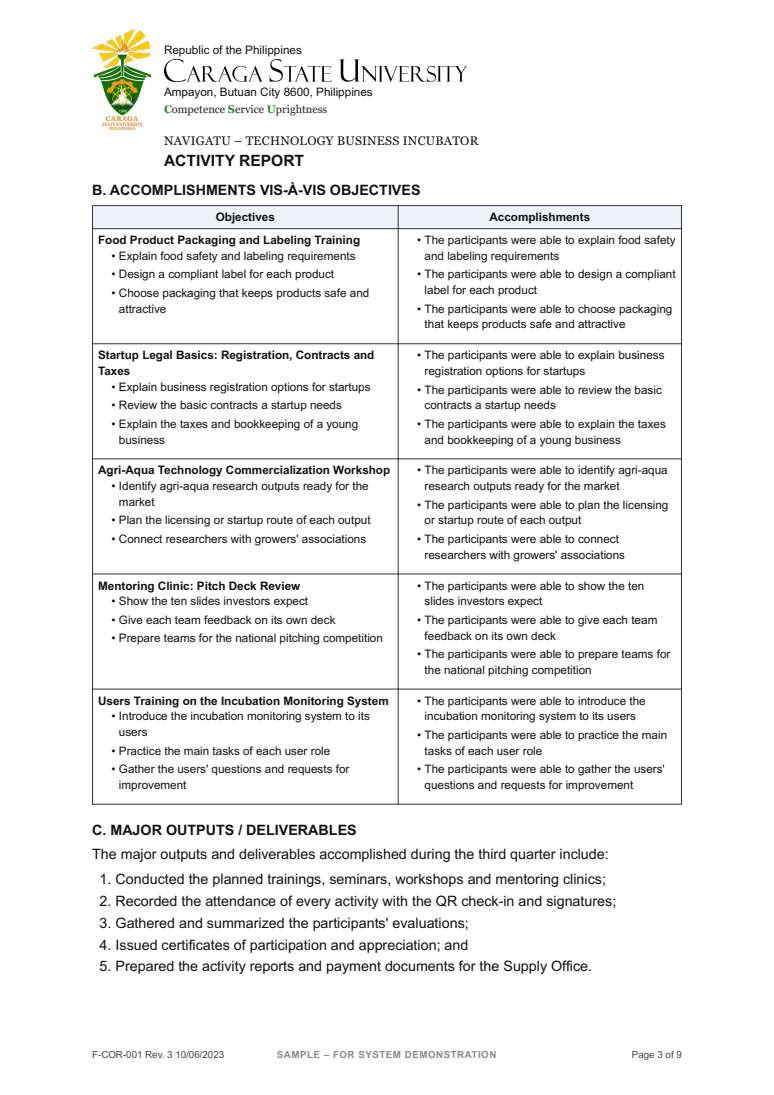 Republic of the Philippines
CARAGA STATE UNIVERSITY
Ampayon, Butuan City 8600, Philippines
Competence Service Uprightness
CARAGA
STATE UNIVERSITY
PHILIPPINES
NAVIGATU – TECHNOLOGY BUSINESS INCUBATOR
ACTIVITY REPORT
B. ACCOMPLISHMENTS VIS-À-VIS OBJECTIVES
Objectives
Accomplishments
Food Product Packaging and Labeling Training
• Explain food safety and labeling requirements
• Design a compliant label for each product
• Choose packaging that keeps products safe and
attractive
• The participants were able to explain food safety
and labeling requirements
• The participants were able to design a compliant
label for each product
• The participants were able to choose packaging
that keeps products safe and attractive
Startup Legal Basics: Registration, Contracts and
Taxes
• Explain business registration options for startups
• Review the basic contracts a startup needs
• Explain the taxes and bookkeeping of a young
business
• The participants were able to explain business
registration options for startups
• The participants were able to review the basic
contracts a startup needs
• The participants were able to explain the taxes
and bookkeeping of a young business
Agri-Aqua Technology Commercialization Workshop
• Identify agri-aqua research outputs ready for the
market
• Plan the licensing or startup route of each output
• Connect researchers with growers' associations
• The participants were able to identify agri-aqua
research outputs ready for the market
• The participants were able to plan the licensing
or startup route of each output
• The participants were able to connect
researchers with growers' associations
Mentoring Clinic: Pitch Deck Review
• Show the ten slides investors expect
• Give each team feedback on its own deck
• Prepare teams for the national pitching competition
• The participants were able to show the ten
slides investors expect
• The participants were able to give each team
feedback on its own deck
• The participants were able to prepare teams for
the national pitching competition
Users Training on the Incubation Monitoring System
• Introduce the incubation monitoring system to its
users
• Practice the main tasks of each user role
• Gather the users' questions and requests for
improvement
• The participants were able to introduce the
incubation monitoring system to its users
• The participants were able to practice the main
tasks of each user role
• The participants were able to gather the users'
questions and requests for improvement
C. MAJOR OUTPUTS / DELIVERABLES
The major outputs and deliverables accomplished during the third quarter include:
1. Conducted the planned trainings, seminars, workshops and mentoring clinics;
2. Recorded the attendance of every activity with the QR check-in and signatures;
3. Gathered and summarized the participants' evaluations;
4. Issued certificates of participation and appreciation; and
5. Prepared the activity reports and payment documents for the Supply Office.
F-COR-001 Rev. 3 10/06/2023
SAMPLE – FOR SYSTEM DEMONSTRATION
Page 3 of 9